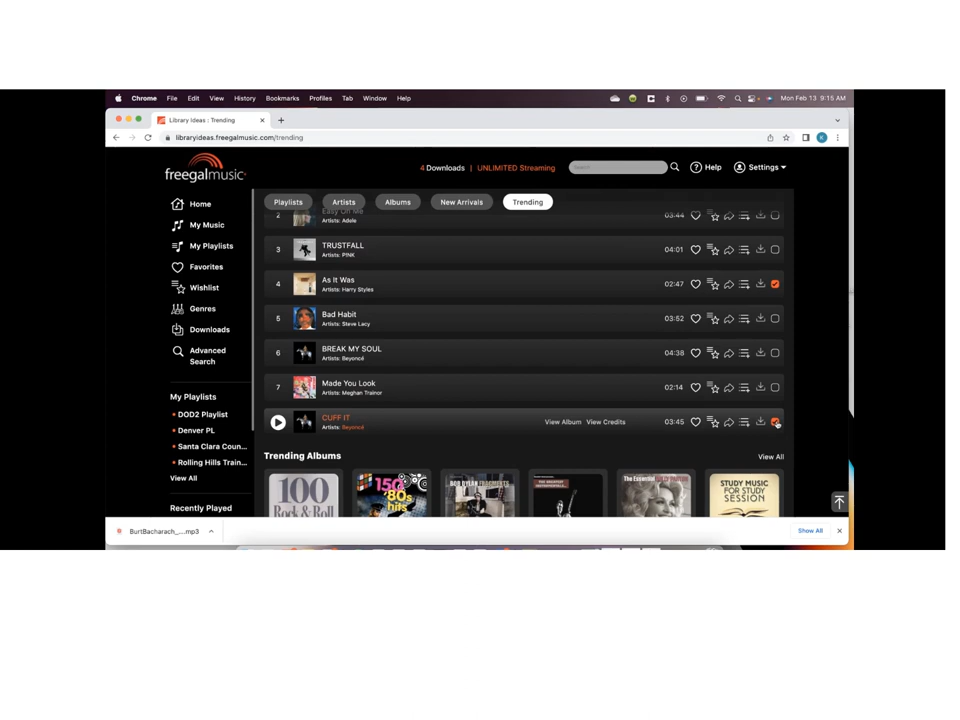 Chrome File Edit View History Bookmarks Profiles Tab Window Help Mon Feb 13 9:15 AM
Library Ideas : Trending
libraryideas.freegalmusic.com/trending
freegalmusic
4 Downloads | UNLIMITED Streaming
Search
Help
Settings
Home
My Music
My Playlists
Favorites
Wishlist
Genres
Downloads
Advanced
Search
My Playlists
DOD2 Playlist
Denver PL
Santa Clara Coun...
Rolling Hills Train...
View All
Recently Played
Playlists Artists Albums New Arrivals Trending
2 Easy On Me 03:44
Artists: Adele
3 TRUSTFALL 04:01
Artists: P!NK
4 As It Was 02:47
Artists: Harry Styles
5 Bad Habit 03:52
Artists: Steve Lacy
6 BREAK MY SOUL 04:38
Artists: Beyoncé
7 Made You Look 02:14
Artists: Meghan Trainor
CUFF IT View Album View Credits 03:45
Artists: Beyoncé
Trending Albums View All
100
Rock & Roll
150
'80s
hits
BOB DYLAN FRAGMENTS
STUDY MUSIC
FOR STUDY
SESSION
BurtBacharach_....mp3
Show All
K